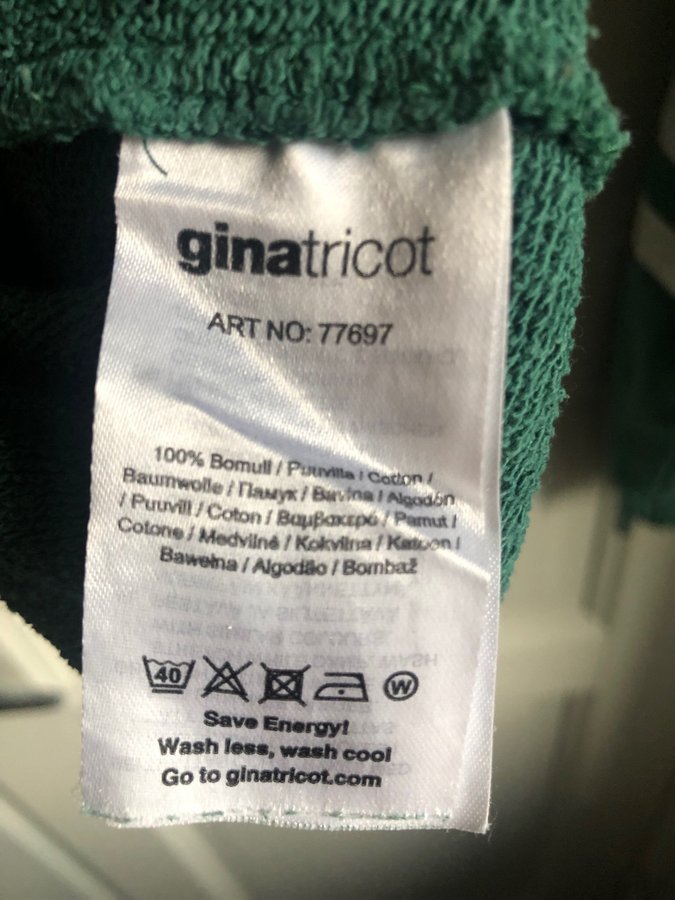 ginatricot
ART NO: 77697
100% Bomull / Puuvilla / Cotton /
Baumwolle / Памук / Bavlna / Algodón
/ Puuvill / Coton / Βαμβακερό / Pamut /
Cotone / Medvilnė / Kokvilna / Katoen /
Bawełna / Algodão / Bombaž
40 W
Save Energy!
Wash less, wash cool
Go to ginatricot.com